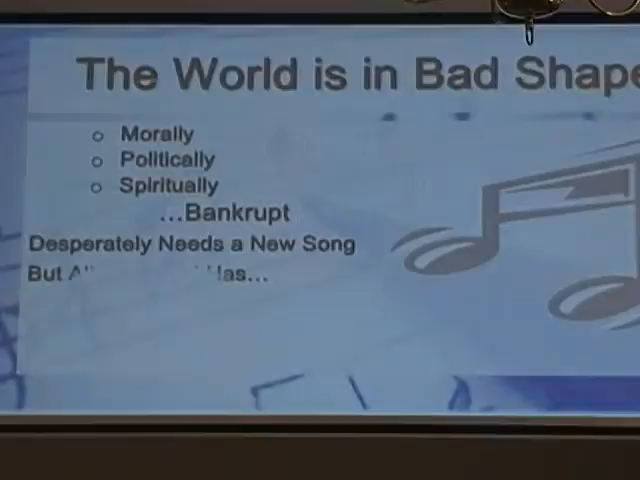 The World is in Bad Shape
○ Morally
○ Politically
○ Spiritually
...Bankrupt
Desperately Needs a New Song
But